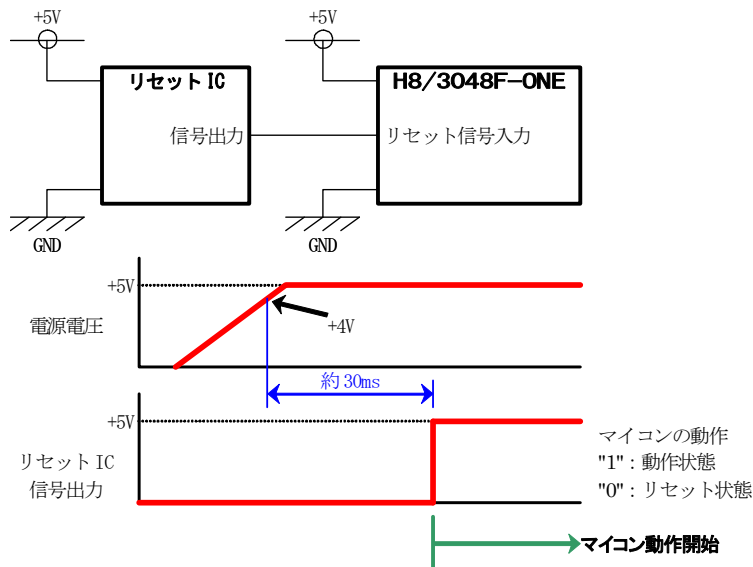 +5V
+5V
リセット IC
H8/3048F-ONE
信号出力
リセット信号入力
GND
GND
+5V
電源電圧
+4V
約 30ms
+5V
リセット IC
信号出力
マイコンの動作
"1"：動作状態
"0"：リセット状態
マイコン動作開始